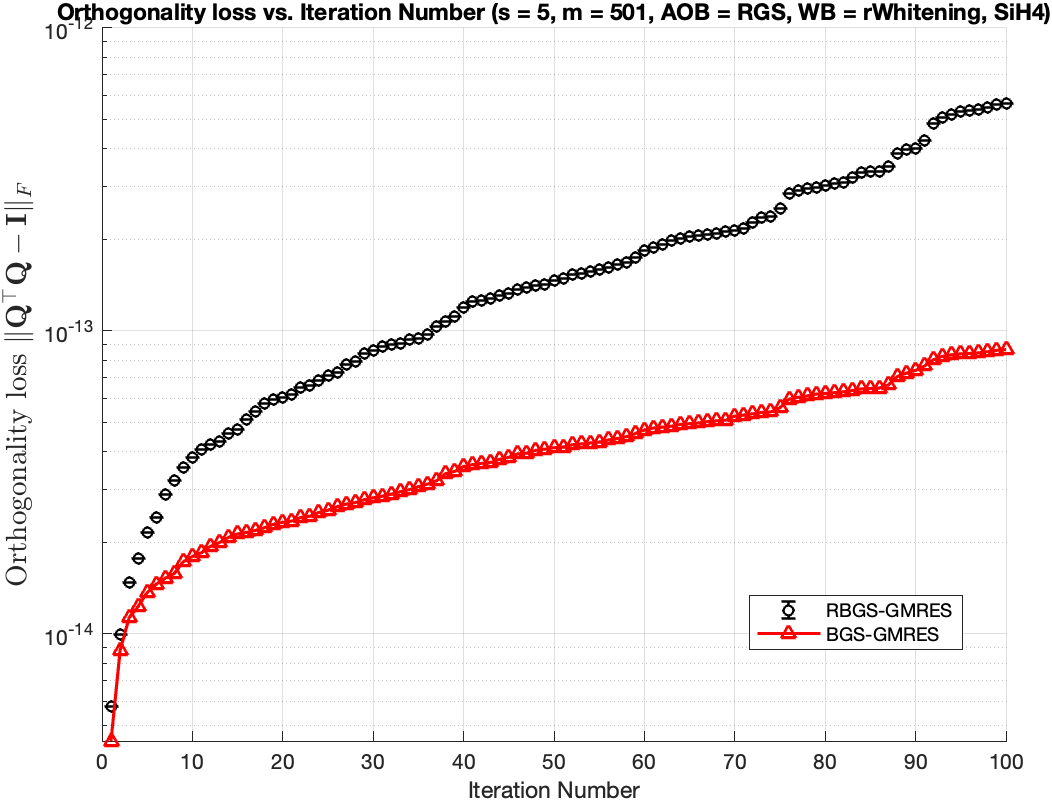 Orthogonality loss vs. Iteration Number (s = 5, m = 501, AOB = RGS, WB = rWhitening, SiH4)
10^-12
10^-13
10^-14
Orthogonality loss ||Q^⊤Q − I||_F
RBGS-GMRES
BGS-GMRES
0 10 20 30 40 50 60 70 80 90 100
Iteration Number